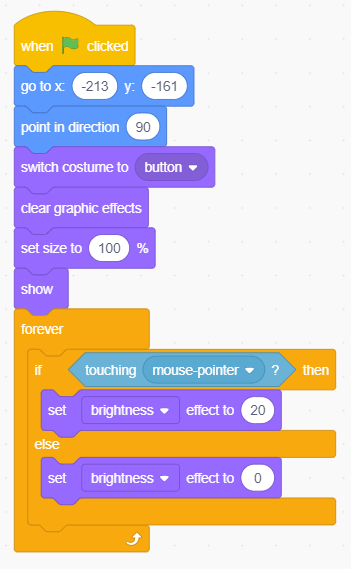 when clicked
go to x: -213 y: -161
point in direction 90
switch costume to button
clear graphic effects
set size to 100 %
show
forever
if touching mouse-pointer ? then
set brightness effect to 20
else
set brightness effect to 0